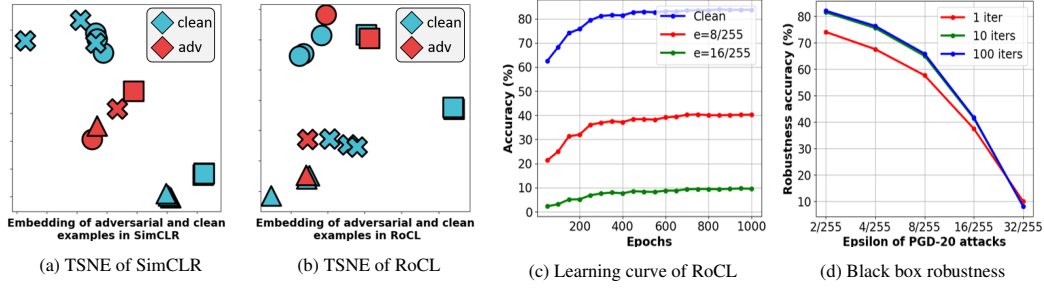 clean
adv
Embedding of adversarial and clean
examples in SimCLR
(a) TSNE of SimCLR
clean
adv
Embedding of adversarial and clean
examples in RoCL
(b) TSNE of RoCL
Accuracy (%)
80
70
60
50
40
30
20
10
0
Clean
e=8/255
e=16/255
200 400 600 800 1000
Epochs
(c) Learning curve of RoCL
Robustness accuracy (%)
80
70
60
50
40
30
20
10
1 iter
10 iters
100 iters
2/255 4/255 8/255 16/255 32/255
Epsilon of PGD-20 attacks
(d) Black box robustness